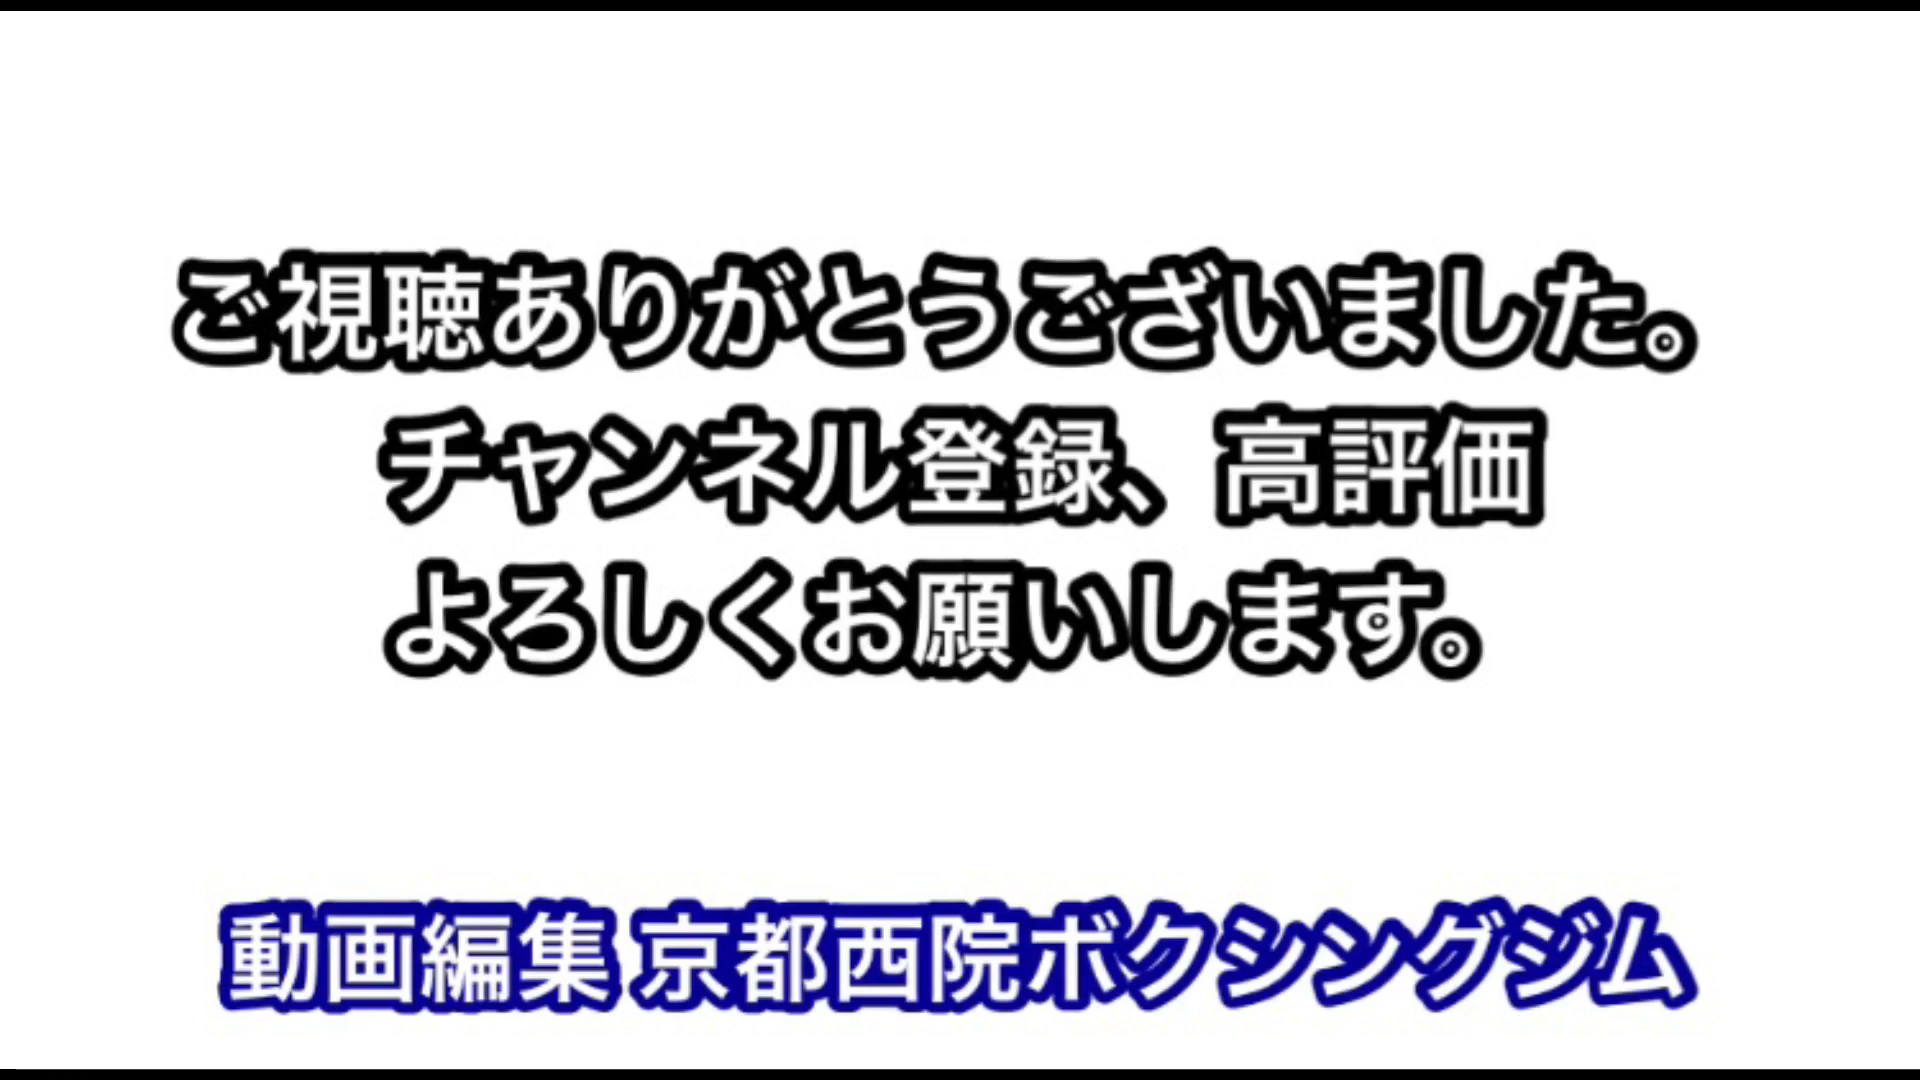 ご視聴ありがとうございました。
チャンネル登録、高評価
よろしくお願いします。
動画編集 京都西院ボクシングジム